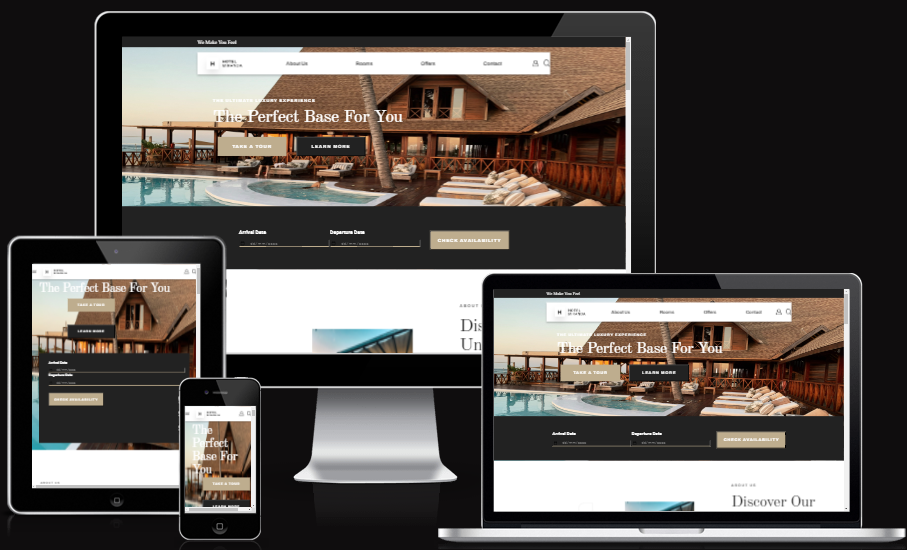 We Make You Feel
HOTEL
About Us
Rooms
Offers
Contact
THE ULTIMATE LUXURY EXPERIENCE
The Perfect Base For You
TAKE A TOUR
LEARN MORE
Arrival Date
Departure Date
CHECK AVAILABILITY
ABOUT
Dis
Un
HOTEL
The Perfect Base For You
TAKE A TOUR
LEARN MORE
Arrival Date
Departure Date
CHECK AVAILABILITY
ABOUT US
The
Perfect
Base For
You
TAKE A TOUR
LEARN MORE
We Make You Feel
HOTEL
About Us
Rooms
Offers
Contact
THE ULTIMATE LUXURY EXPERIENCE
The Perfect Base For You
TAKE A TOUR
LEARN MORE
Arrival Date
Departure Date
CHECK AVAILABILITY
ABOUT US
Discover Our